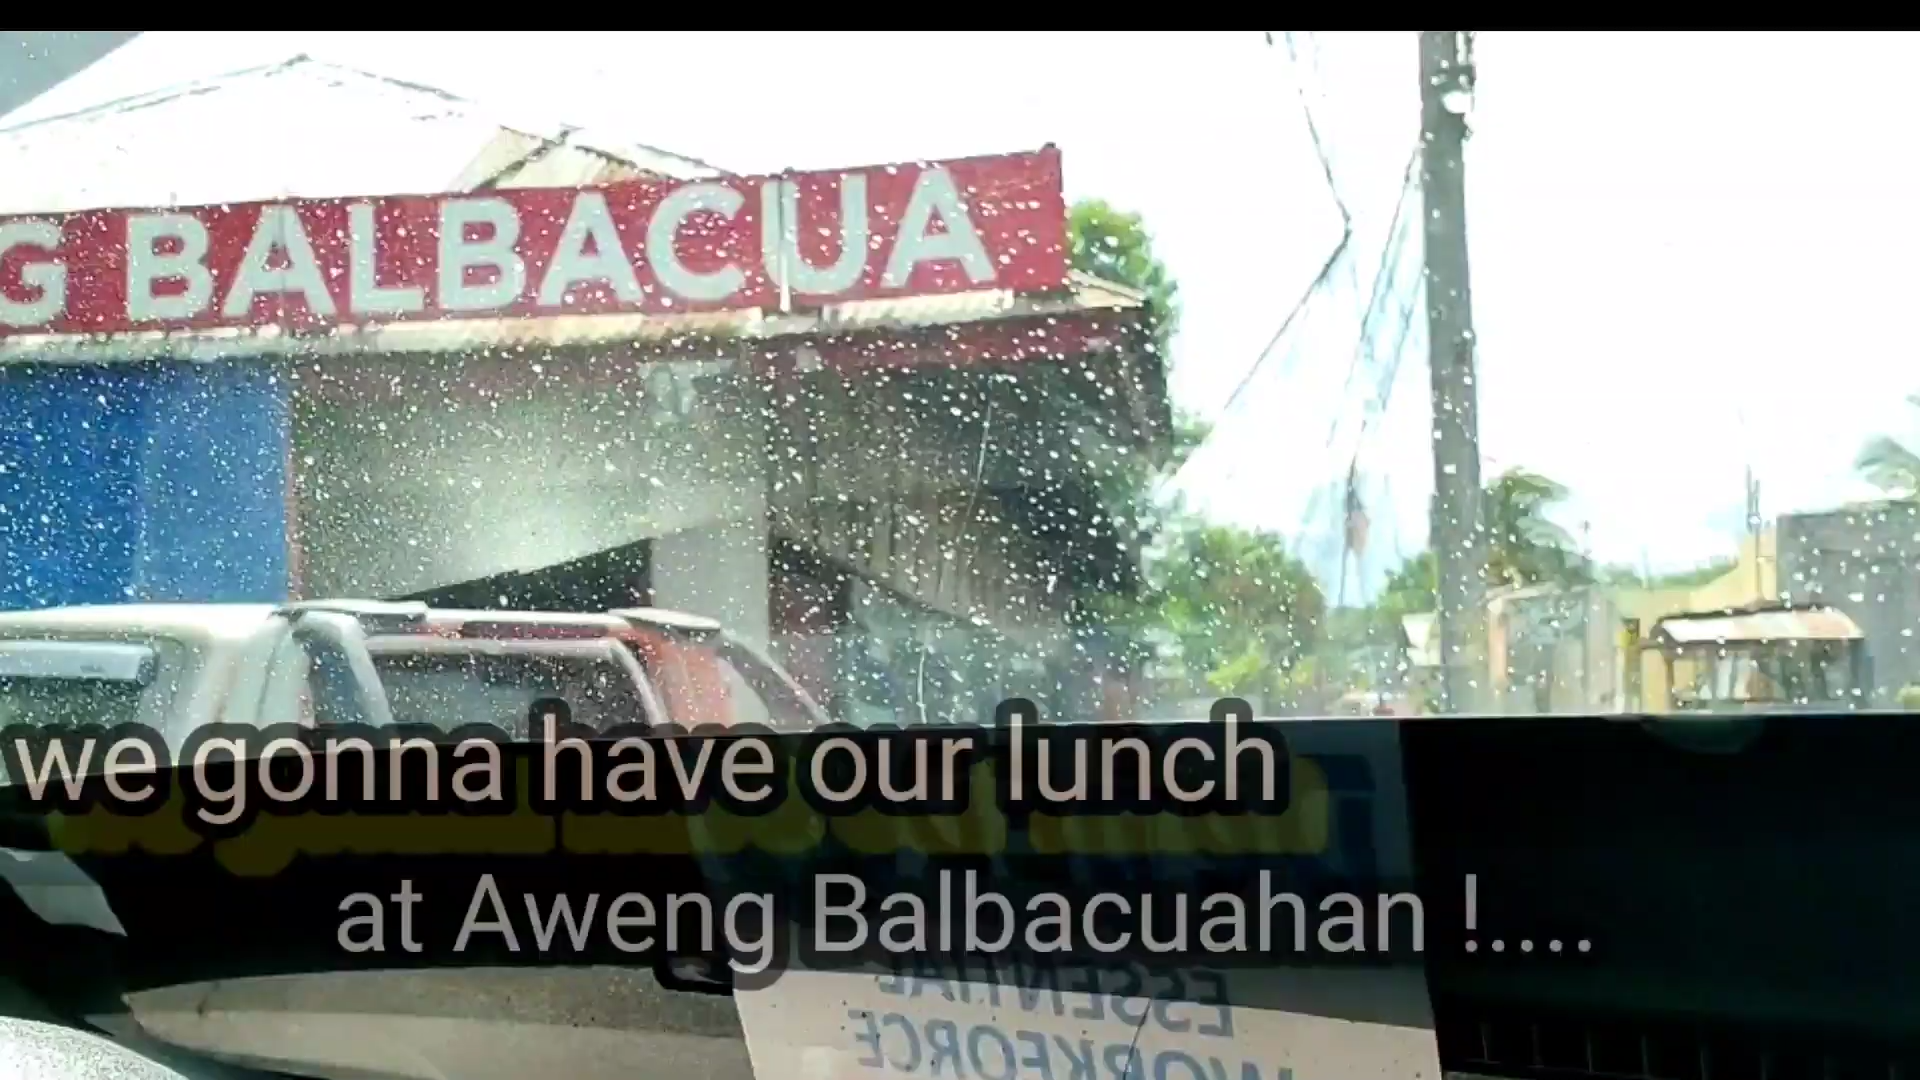 G BALBACUA
we gonna have our lunch
at Aweng Balbacuahan !....
ESSENTIAL
WORKFORCE